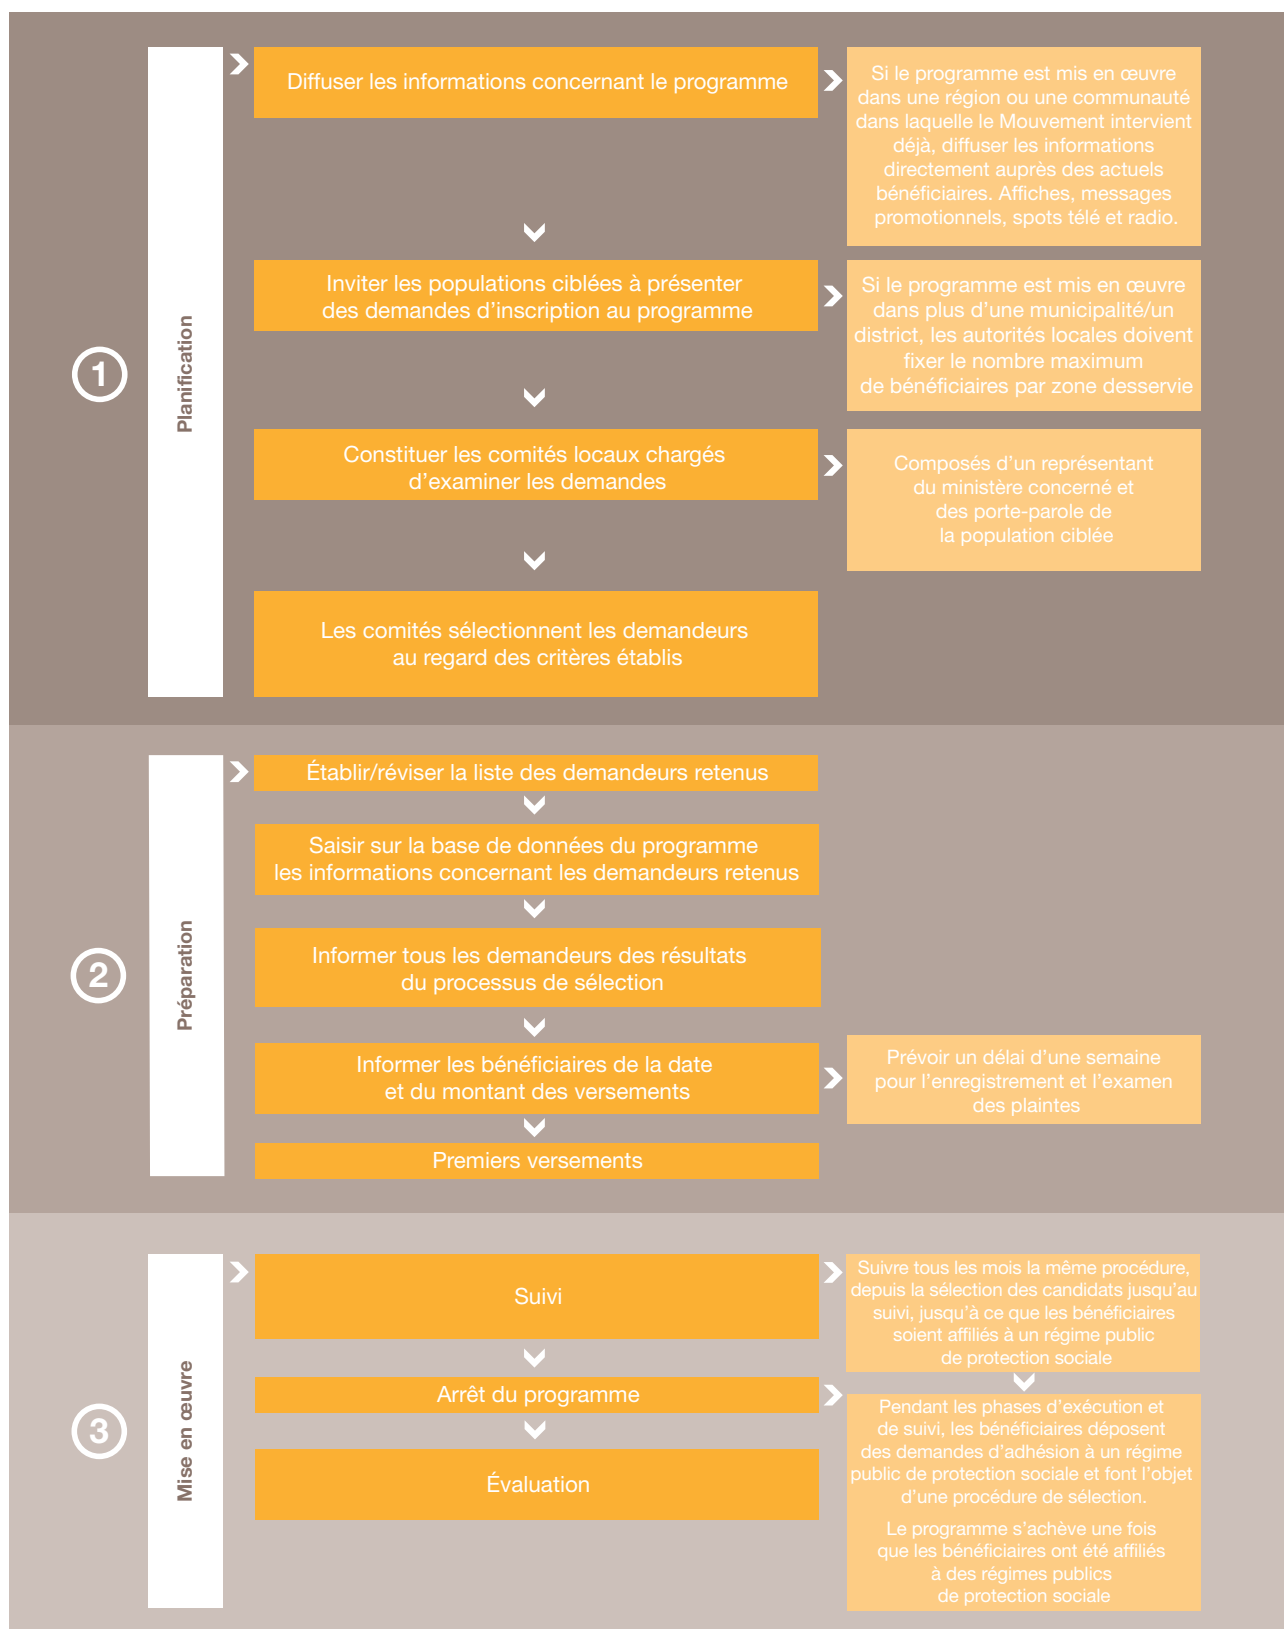 1
Planification
Diffuser les informations concernant le programme
Si le programme est mis en œuvre
dans une région ou une communauté
dans laquelle le Mouvement intervient
déjà, diffuser les informations
directement auprès des actuels
bénéficiaires. Affiches, messages
promotionnels, spots télé et radio.
Inviter les populations ciblées à présenter
des demandes d’inscription au programme
Si le programme est mis en œuvre
dans plus d’une municipalité/un
district, les autorités locales doivent
fixer le nombre maximum
de bénéficiaires par zone desservie
Constituer les comités locaux chargés
d’examiner les demandes
Composés d’un représentant
du ministère concerné et
des porte-parole de
la population ciblée
Les comités sélectionnent les demandeurs
au regard des critères établis
2
Préparation
Établir/réviser la liste des demandeurs retenus
Saisir sur la base de données du programme
les informations concernant les demandeurs retenus
Informer tous les demandeurs des résultats
du processus de sélection
Informer les bénéficiaires de la date
et du montant des versements
Prévoir un délai d’une semaine
pour l’enregistrement et l’examen
des plaintes
Premiers versements
3
Mise en œuvre
Suivi
Suivre tous les mois la même procédure,
depuis la sélection des candidats jusqu’au
suivi, jusqu’à ce que les bénéficiaires
soient affiliés à un régime public
de protection sociale
Arrêt du programme
Pendant les phases d’exécution et
de suivi, les bénéficiaires déposent
des demandes d’adhésion à un régime
public de protection sociale et font l’objet
d’une procédure de sélection.
Le programme s’achève une fois
que les bénéficiaires ont été affiliés
à des régimes publics
de protection sociale
Évaluation